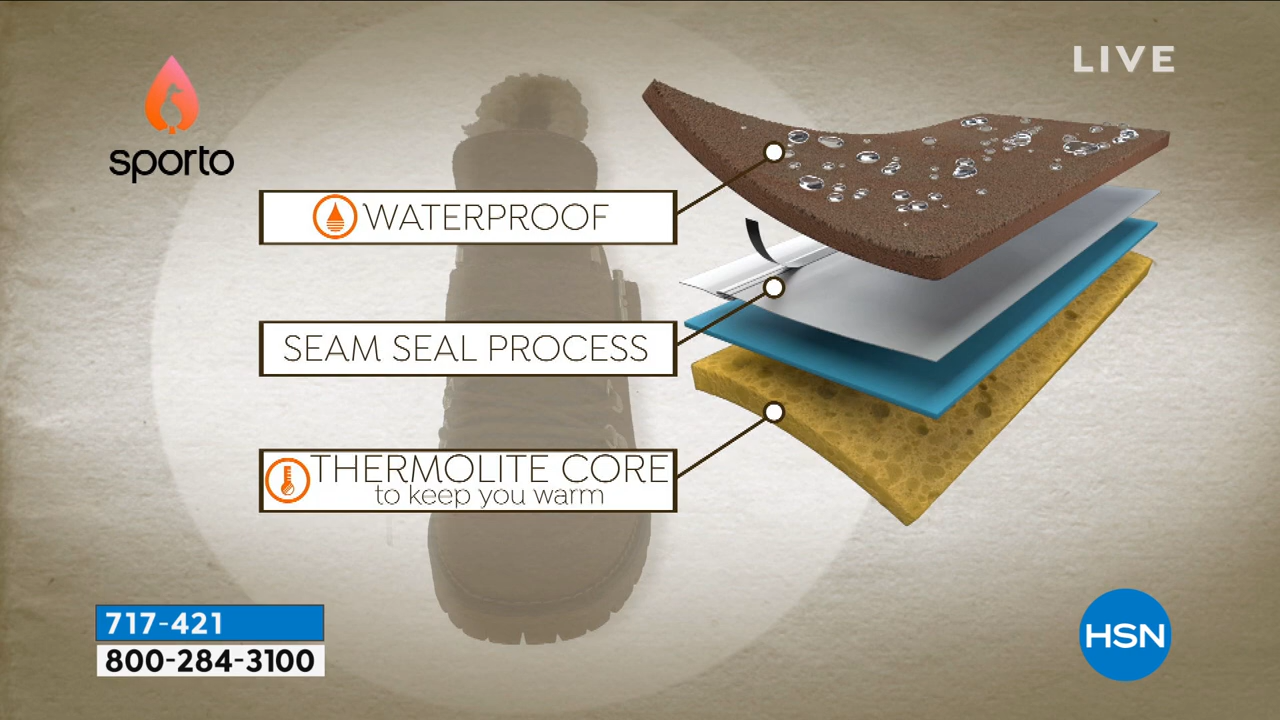 LIVE
sporto
WATERPROOF
SEAM SEAL PROCESS
THERMOLITE CORE
to keep you warm
717-421
800-284-3100
HSN